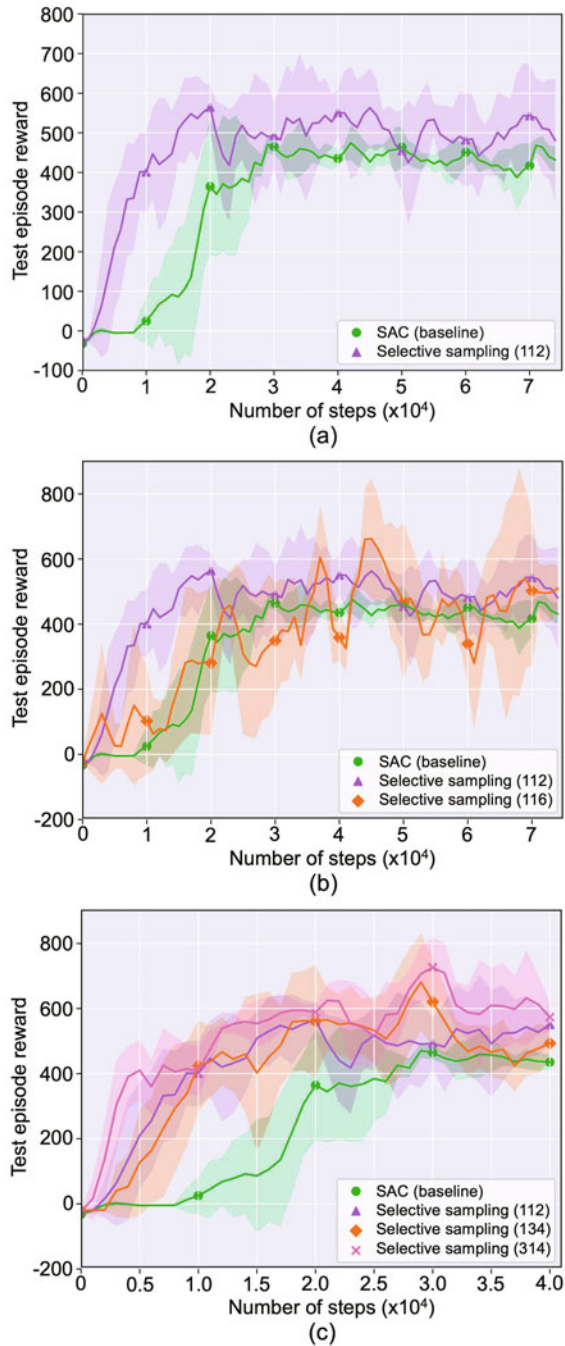 800
700
600
500
400
300
200
100
0
-100
Test episode reward
SAC (baseline)
Selective sampling (112)
0 1 2 3 4 5 6 7
Number of steps (x10⁴)
(a)
800
600
400
200
0
-200
Test episode reward
SAC (baseline)
Selective sampling (112)
Selective sampling (116)
0 1 2 3 4 5 6 7
Number of steps (x10⁴)
(b)
800
600
400
200
0
-200
Test episode reward
SAC (baseline)
Selective sampling (112)
Selective sampling (134)
Selective sampling (314)
0 0.5 1.0 1.5 2.0 2.5 3.0 3.5 4.0
Number of steps (x10⁴)
(c)